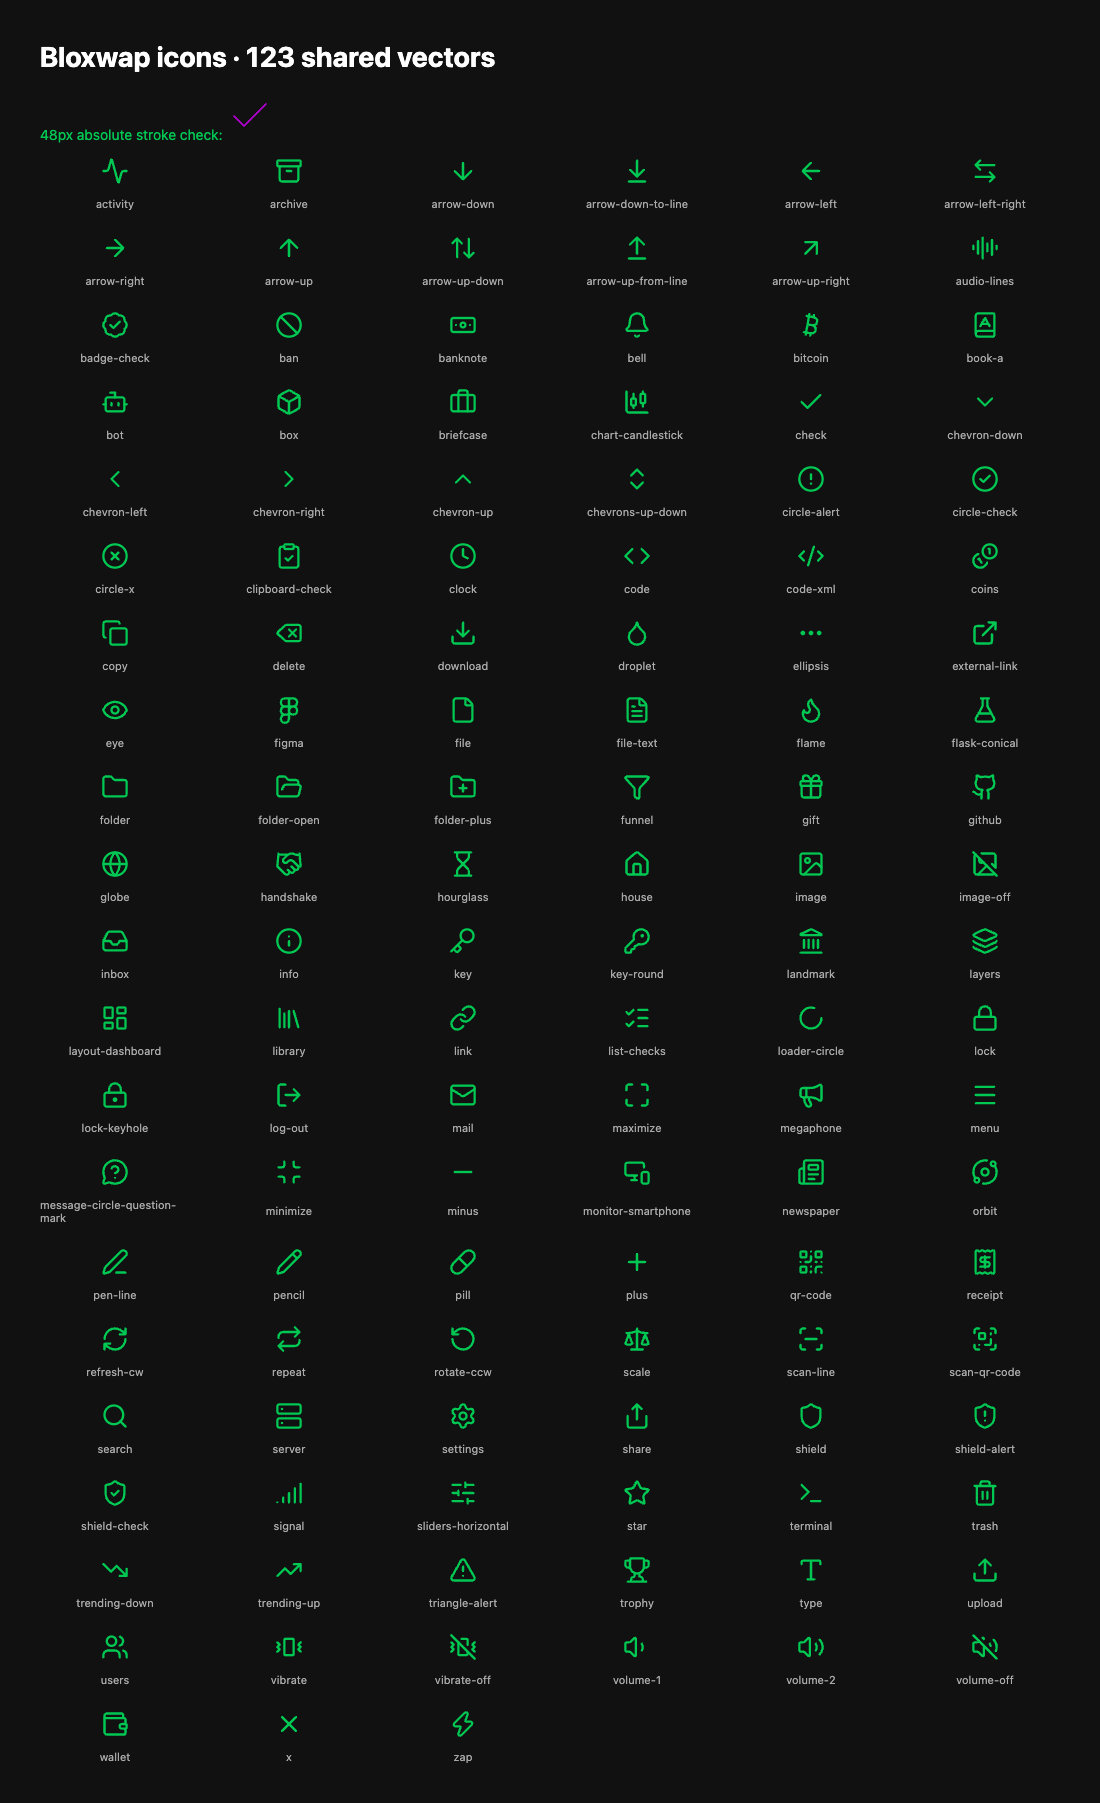 Bloxwap icons · 123 shared vectors
48px absolute stroke check:
activity archive arrow-down arrow-down-to-line arrow-left arrow-left-right
arrow-right arrow-up arrow-up-down arrow-up-from-line arrow-up-right audio-lines
badge-check ban banknote bell bitcoin book-a
bot box briefcase chart-candlestick check chevron-down
chevron-left chevron-right chevron-up chevrons-up-down circle-alert circle-check
circle-x clipboard-check clock code code-xml coins
copy delete download droplet ellipsis external-link
eye figma file file-text flame flask-conical
folder folder-open folder-plus funnel gift github
globe handshake hourglass house image image-off
inbox info key key-round landmark layers
layout-dashboard library link list-checks loader-circle lock
lock-keyhole log-out mail maximize megaphone menu
message-circle-question-
mark minimize minus monitor-smartphone newspaper orbit
pen-line pencil pill plus qr-code receipt
refresh-cw repeat rotate-ccw scale scan-line scan-qr-code
search server settings share shield shield-alert
shield-check signal sliders-horizontal star terminal trash
trending-down trending-up triangle-alert trophy type upload
users vibrate vibrate-off volume-1 volume-2 volume-off
wallet x zap